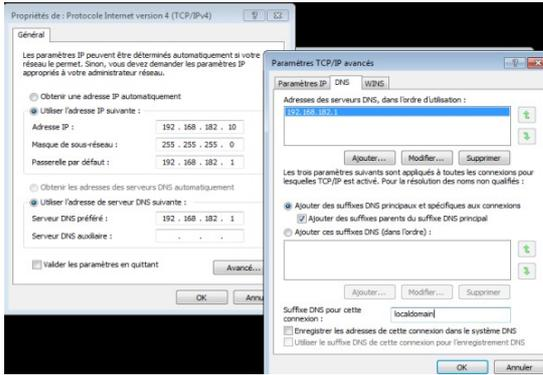 Propriétés de : Protocole Internet version 4 (TCP/IPv4)
Général
Les paramètres IP peuvent être déterminés automatiquement si votre
réseau le permet. Sinon, vous devez demander les paramètres IP
appropriés à votre administrateur réseau.
Obtenir une adresse IP automatiquement
Utiliser l'adresse IP suivante :
Adresse IP : 192 . 168 . 182 . 10
Masque de sous-réseau : 255 . 255 . 255 . 0
Passerelle par défaut : 192 . 168 . 182 . 1
Obtenir les adresses des serveurs DNS automatiquement
Utiliser l'adresse de serveur DNS suivante :
Serveur DNS préféré : 192 . 168 . 182 . 1
Serveur DNS auxiliaire : . . .
Valider les paramètres en quittant
Avancé...
OK Annu
Paramètres TCP/IP avancés
Paramètres IP DNS WINS
Adresses des serveurs DNS, dans l'ordre d'utilisation :
192.168.182.1
Ajouter... Modifier... Supprimer
Les trois paramètres suivants sont appliqués à toutes les connexions pour
lesquelles TCP/IP est activé. Pour la résolution des noms non qualifiés :
Ajouter des suffixes DNS principaux et spécifiques aux connexions
Ajouter des suffixes parents du suffixe DNS principal
Ajouter ces suffixes DNS (dans l'ordre) :
Ajouter... Modifier... Supprimer
Suffixe DNS pour cette
connexion : localdomain
Enregistrer les adresses de cette connexion dans le système DNS
Utiliser le suffixe DNS de cette connexion pour l'enregistrement DNS
OK Annuler